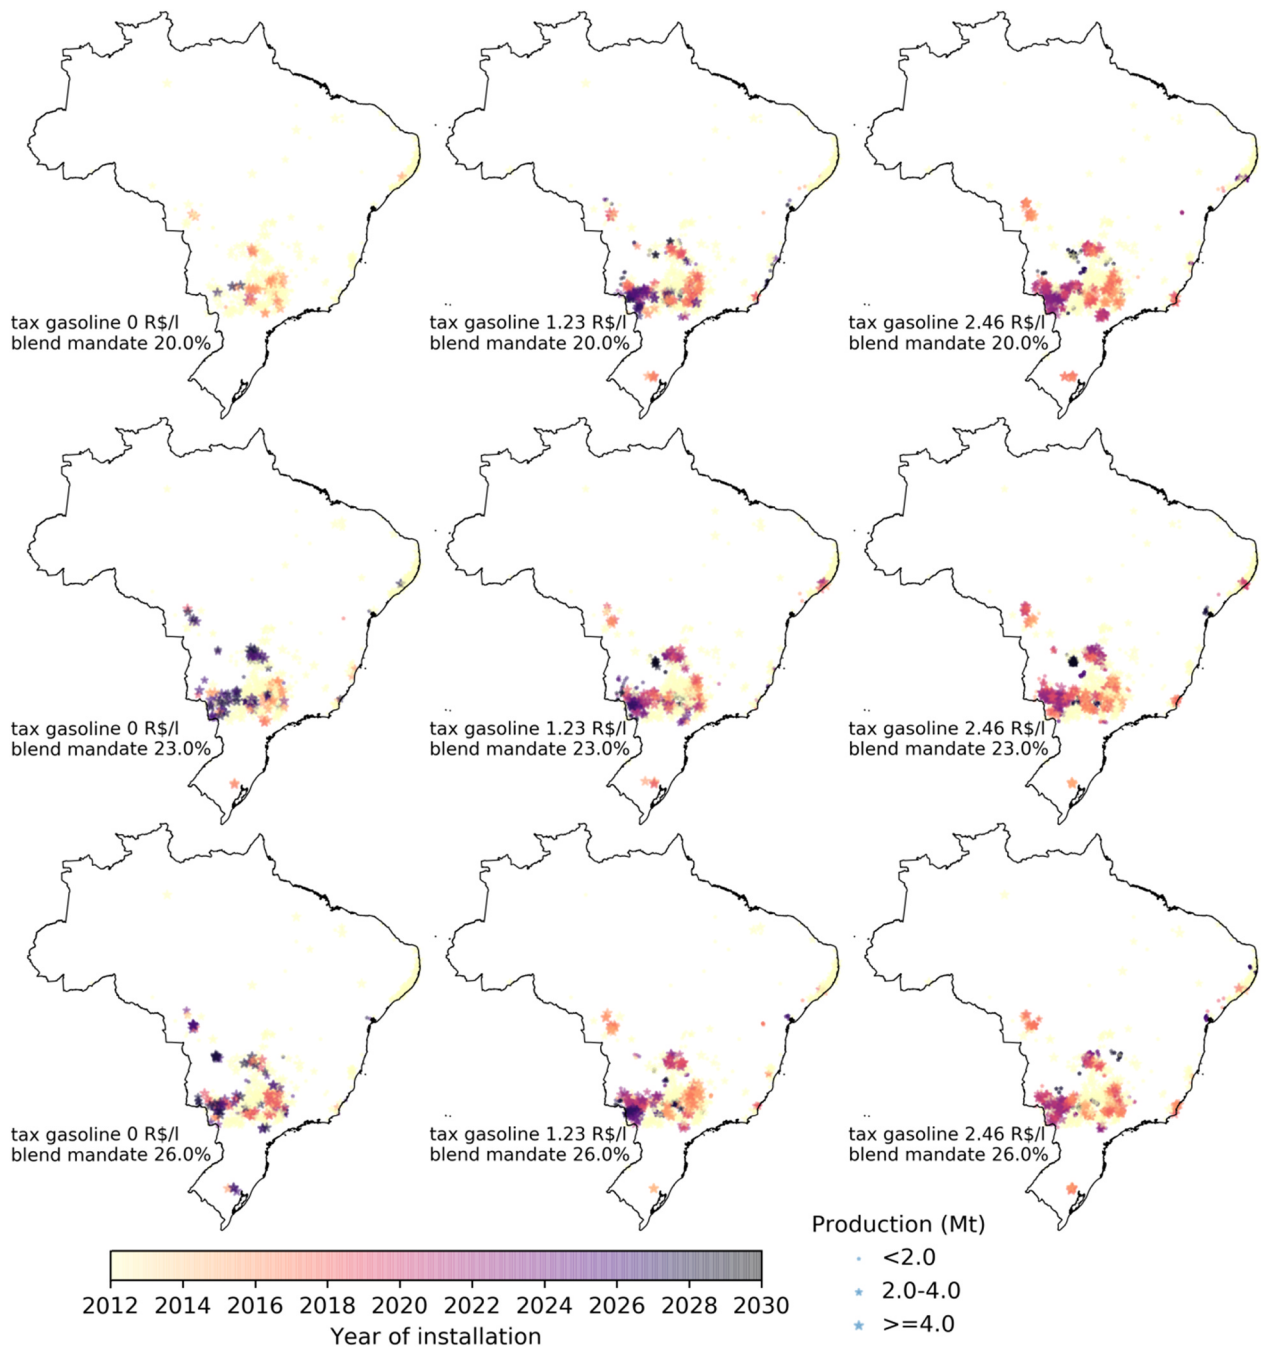 tax gasoline 0 R$/l
blend mandate 20.0%
tax gasoline 1.23 R$/l
blend mandate 20.0%
tax gasoline 2.46 R$/l
blend mandate 20.0%
tax gasoline 0 R$/l
blend mandate 23.0%
tax gasoline 1.23 R$/l
blend mandate 23.0%
tax gasoline 2.46 R$/l
blend mandate 23.0%
tax gasoline 0 R$/l
blend mandate 26.0%
tax gasoline 1.23 R$/l
blend mandate 26.0%
tax gasoline 2.46 R$/l
blend mandate 26.0%
2012 2014 2016 2018 2020 2022 2024 2026 2028 2030
Year of installation
Production (Mt)
<2.0
2.0-4.0
>=4.0